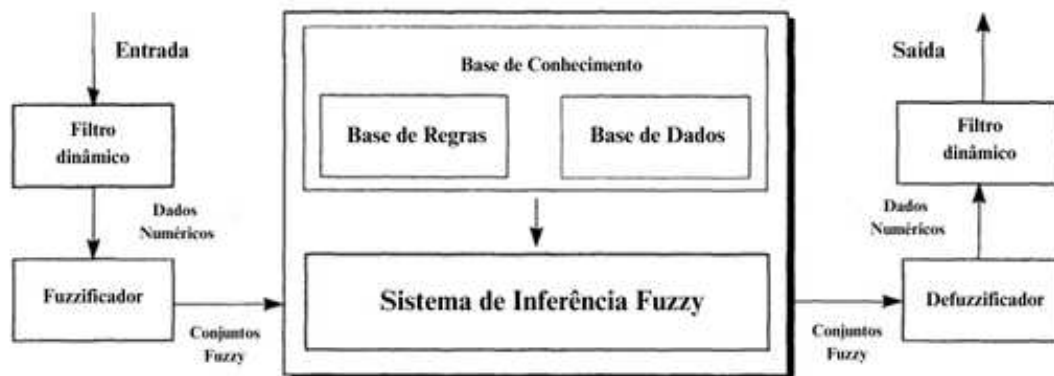 Entrada
Filtro
dinâmico
Dados
Numéricos
Fuzzificador
Conjuntos
Fuzzy
Base de Conhecimento
Base de Regras
Base de Dados
Sistema de Inferência Fuzzy
Saída
Filtro
dinâmico
Dados
Numéricos
Defuzzificador
Conjuntos
Fuzzy